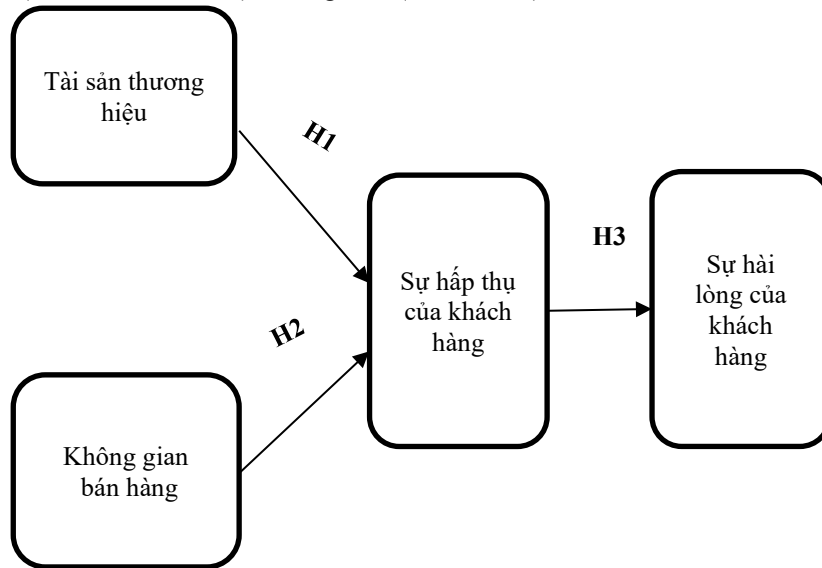 Tài sản thương
hiệu
H1
H2
Sự hấp thụ
của khách
hàng
H3
Sự hài
lòng của
khách
hàng
Không gian
bán hàng